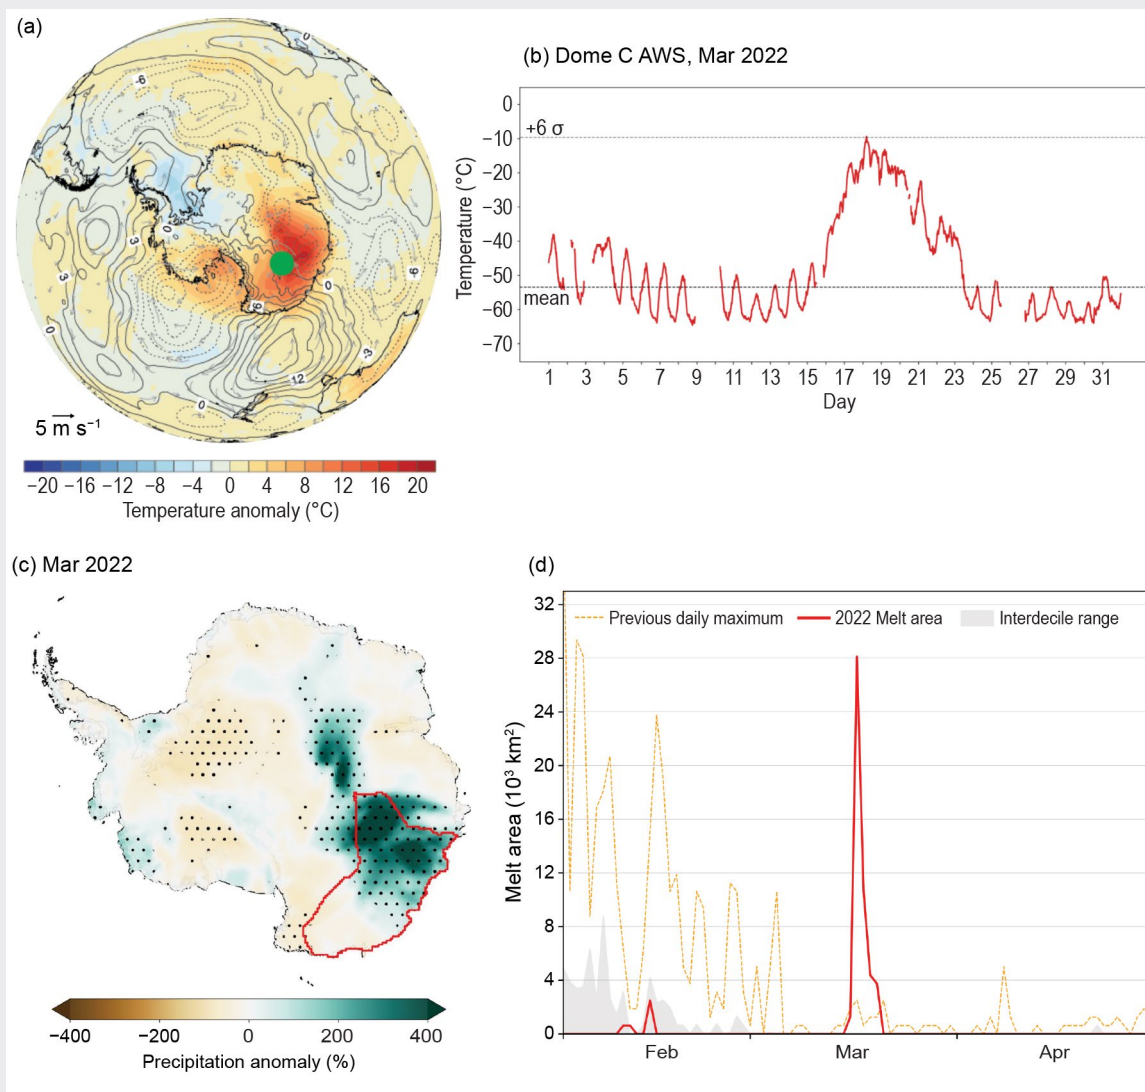 (a)
0
-6
0
3
3
0
-6
6
0
-3
12
0
0
5 m s⁻¹
−20 −16 −12 −8 −4 0 4 8 12 16 20
Temperature anomaly (°C)
(b) Dome C AWS, Mar 2022
0
+6 σ
−10
−20
−30
−40
−50
mean
−60
−70
Temperature (°C)
1 3 5 7 9 11 13 15 17 19 21 23 25 27 29 31
Day
(c) Mar 2022
−400 −200 0 200 400
Precipitation anomaly (%)
(d)
Previous daily maximum 2022 Melt area Interdecile range
32
28
24
20
16
12
8
4
0
Melt area (10³ km²)
Feb Mar Apr